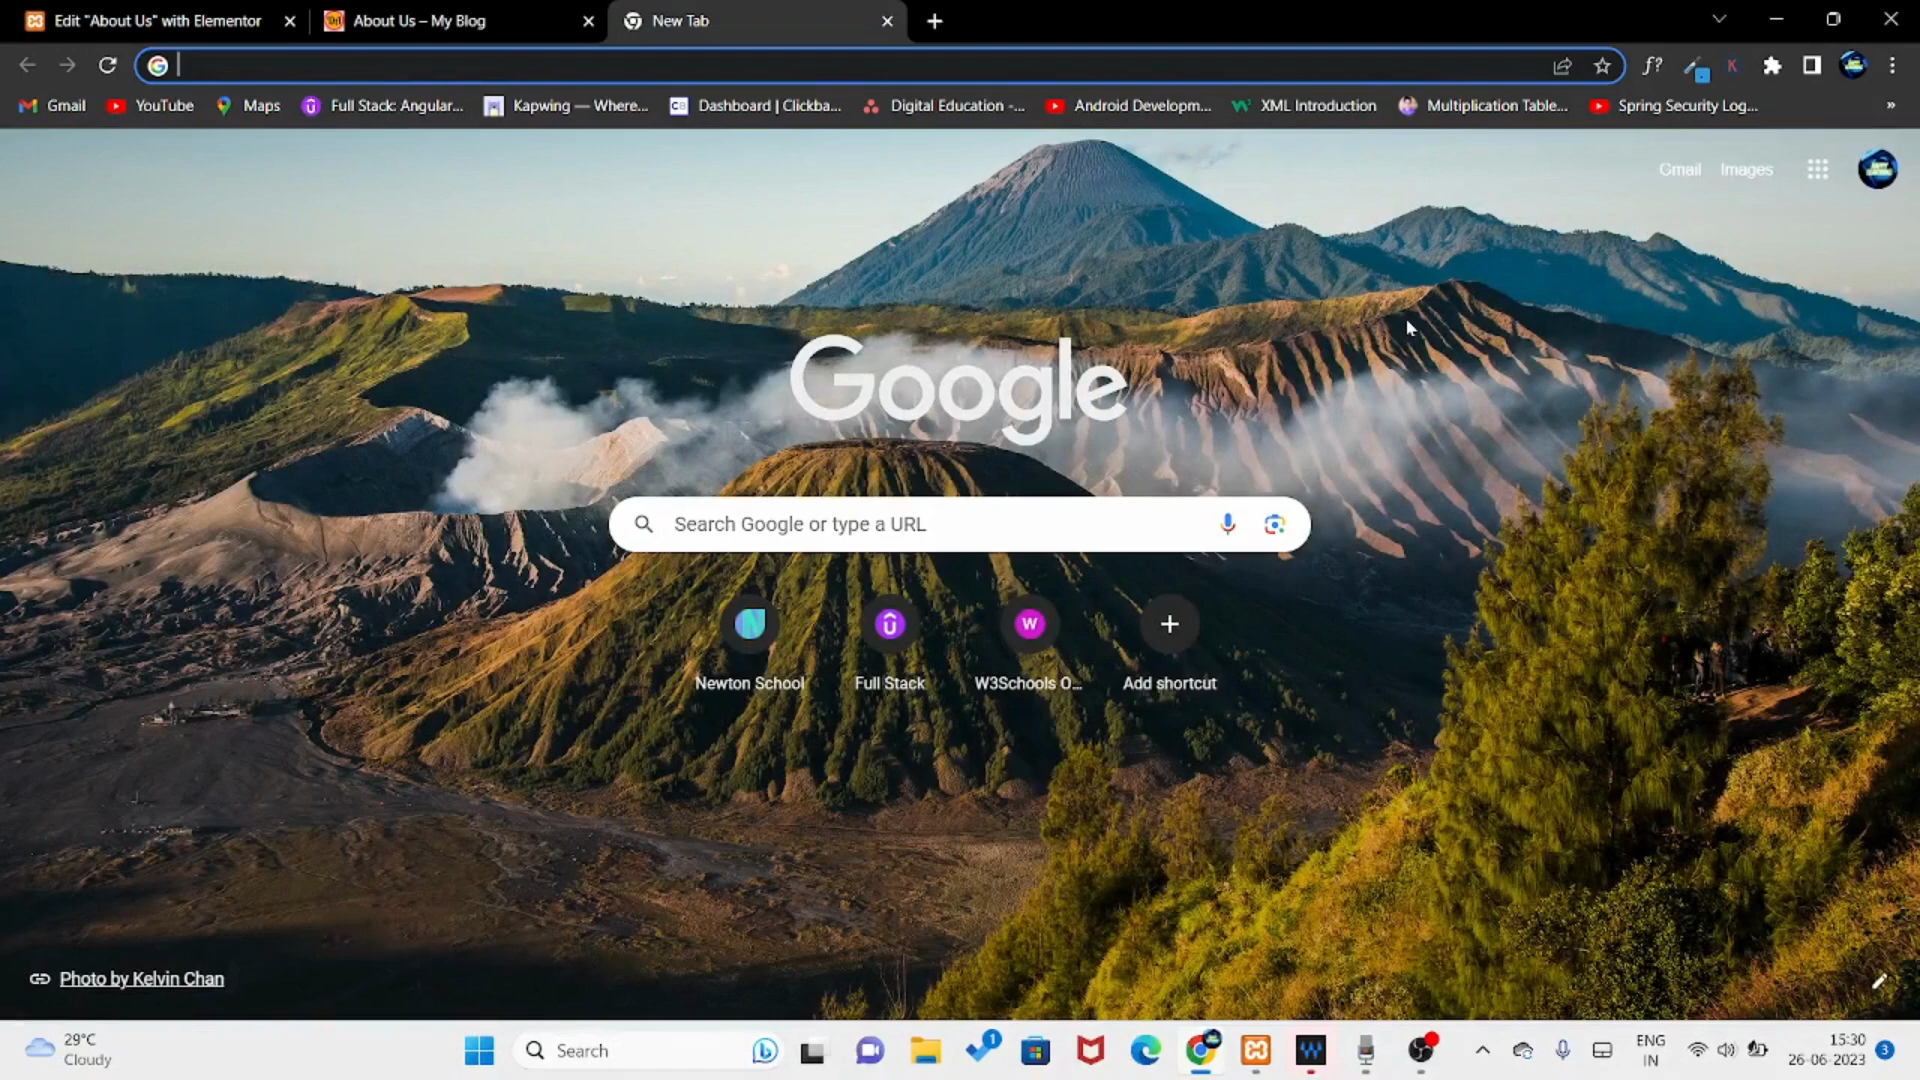 Edit "About Us" with Elementor
About Us – My Blog
New Tab
f?
K
Gmail
YouTube
Maps
Full Stack: Angular...
Kapwing — Where...
CB
Dashboard | Clickba...
Digital Education -...
Android Developm...
XML Introduction
Multiplication Table...
Spring Security Log...
»
Gmail
Images
Google
Search Google or type a URL
W
Newton School
Full Stack
W3Schools O...
Add shortcut
Photo by Kelvin Chan
29°C
Cloudy
Search
1
ENG
IN
15:30
26-06-2023
3